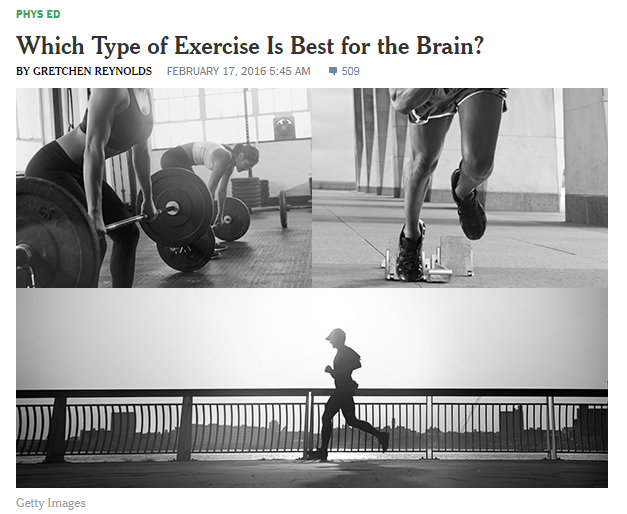 PHYS ED
Which Type of Exercise Is Best for the Brain?
BY GRETCHEN REYNOLDS FEBRUARY 17, 2016 5:45 AM 509
Getty Images